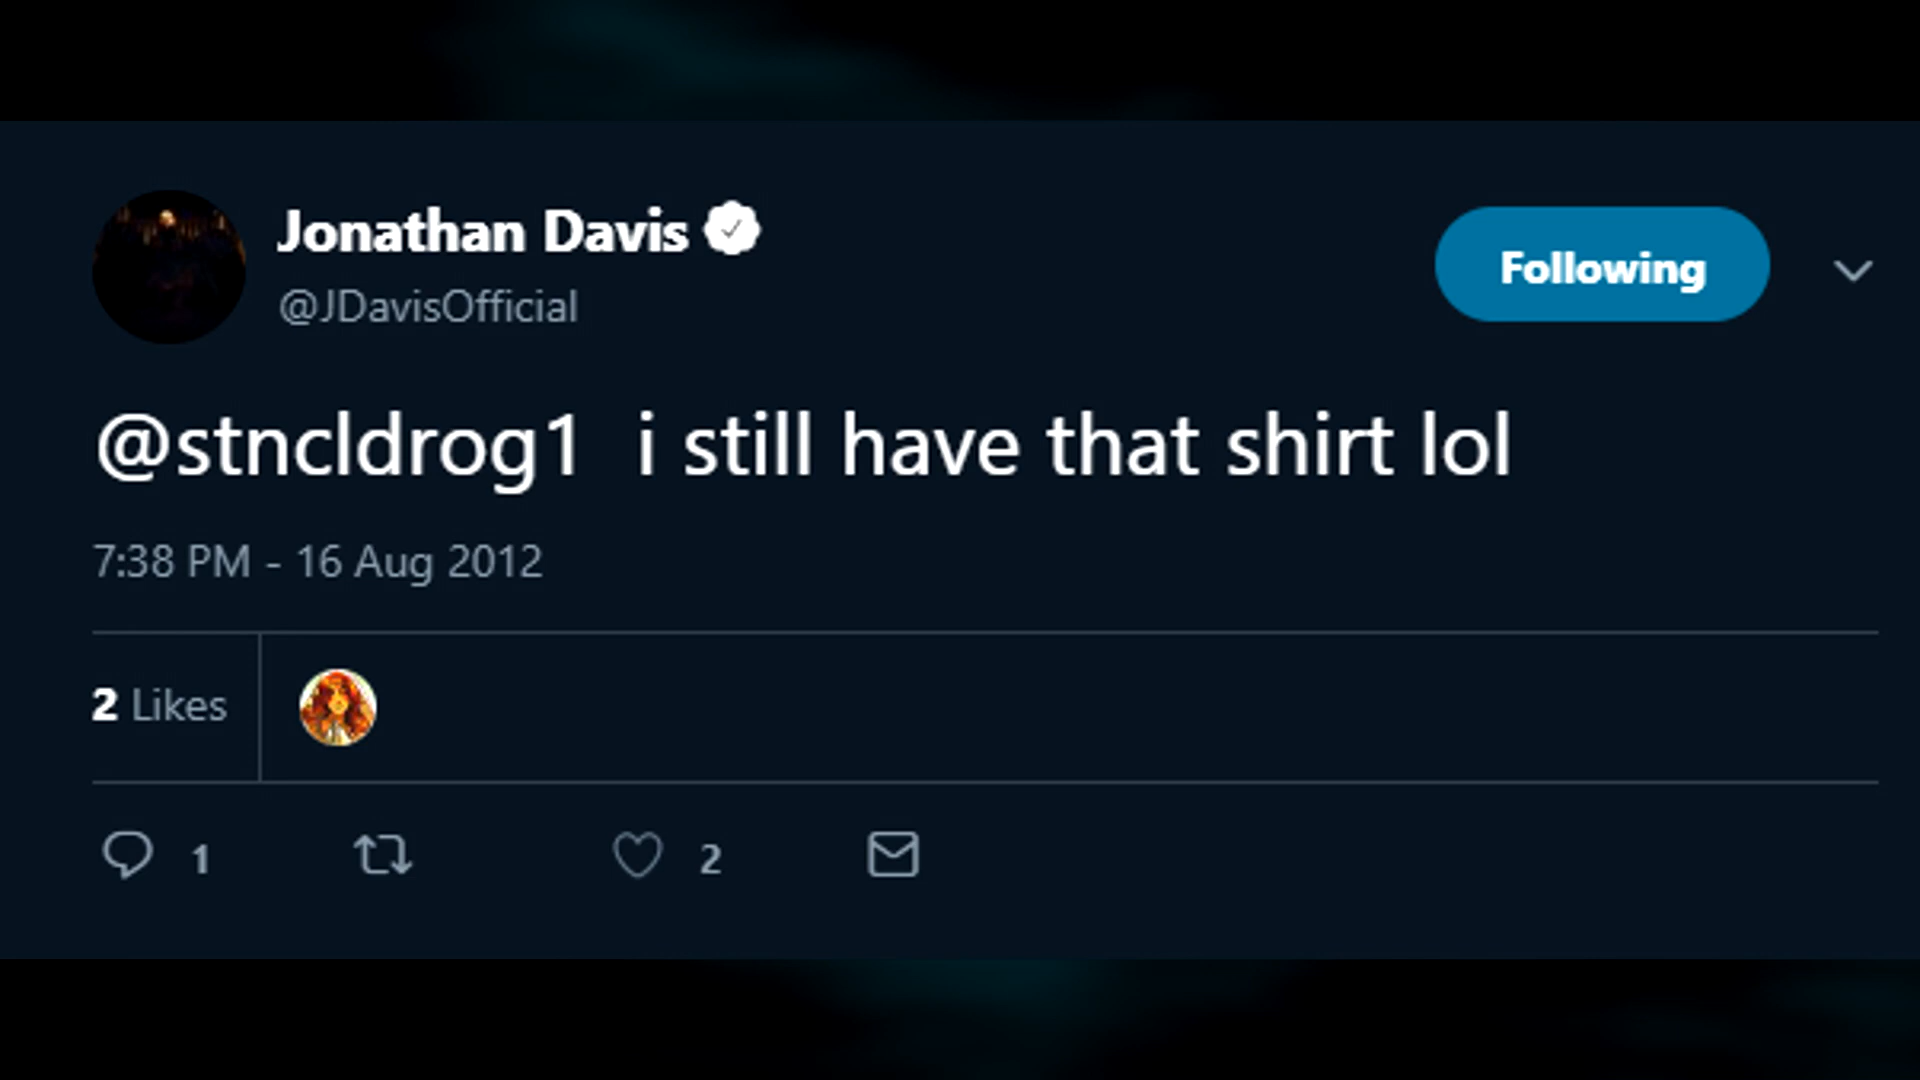 Jonathan Davis
@JDavisOfficial
Following
@stncldrog1 i still have that shirt lol
7:38 PM - 16 Aug 2012
2 Likes
1 2